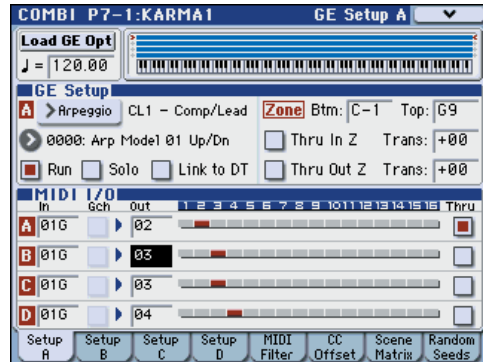 COMBI P7-1:KARMA1 GE Setup A
Load GE Opt
♩= 120.00
GE Setup
A Arpeggio CL1 - Comp/Lead Zone Btm: C-1 Top: G9
0000: Arp Model 01 Up/Dn Thru In Z Trans: +00
Run Solo Link to DT Thru Out Z Trans: +00
MIDI I/O
In Gch Out 1 2 3 4 5 6 7 8 9 10 11 12 13 14 15 16 Thru
A 01G 02
B 01G 03
C 01G 03
D 01G 04
Setup A Setup B Setup C Setup D MIDI Filter CC Offset Scene Matrix Random Seeds